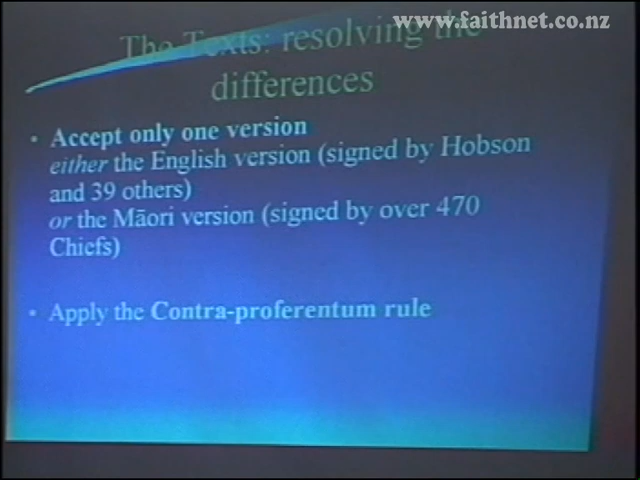 www.faithnet.co.nz
The Texts: resolving the
differences
• Accept only one version
either the English version (signed by Hobson
and 39 others)
or the Māori version (signed by over 470
Chiefs)
• Apply the Contra-proferentum rule